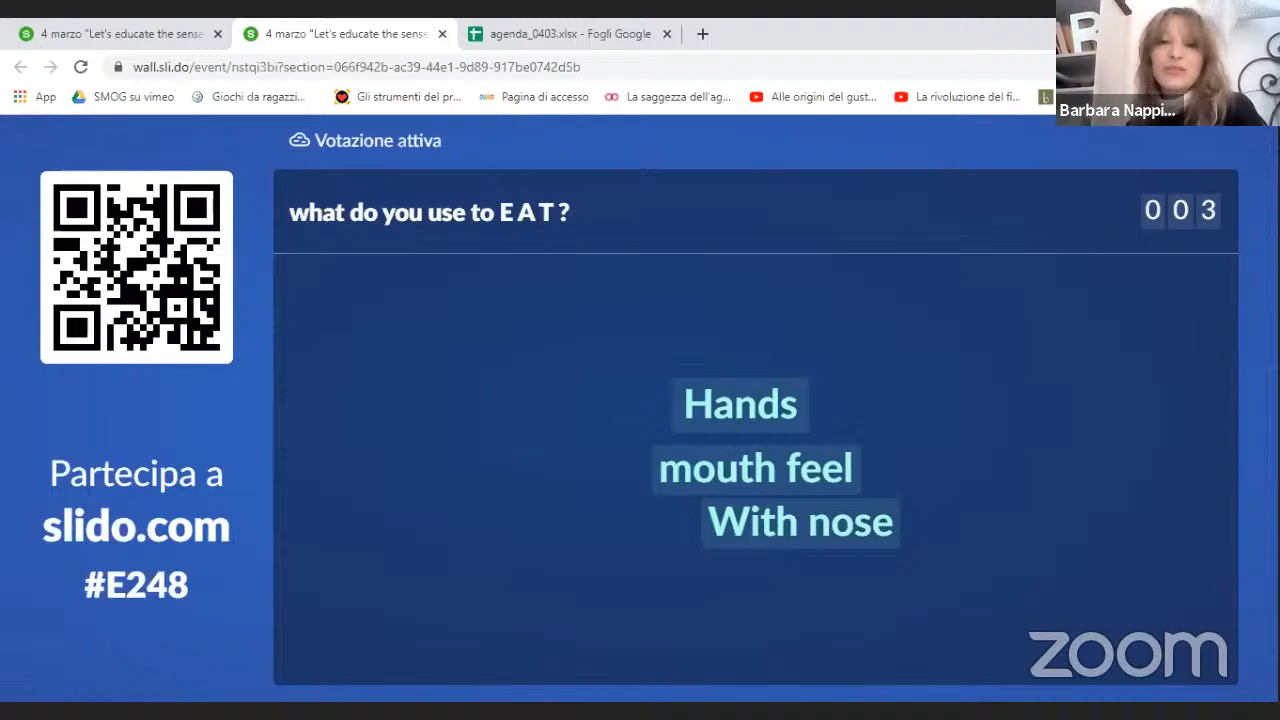 4 marzo "Let's educate the sense
4 marzo "Let's educate the sense
agenda_0403.xlsx - Fogli Google
wall.sli.do/event/nstqi3bi?section=066f942b-ac39-44e1-9d89-917be0742d5b
App
SMOG su vimeo
Giochi da ragazzi...
Gli strumenti del pr...
Pagina di accesso
La saggezza dell'ag...
Alle origini del gust...
La rivoluzione del fi...
Barbara Nappi...
Votazione attiva
what do you use to E A T ?
0 0 3
Hands
mouth feel
With nose
Partecipa a
slido.com
#E248
zoom